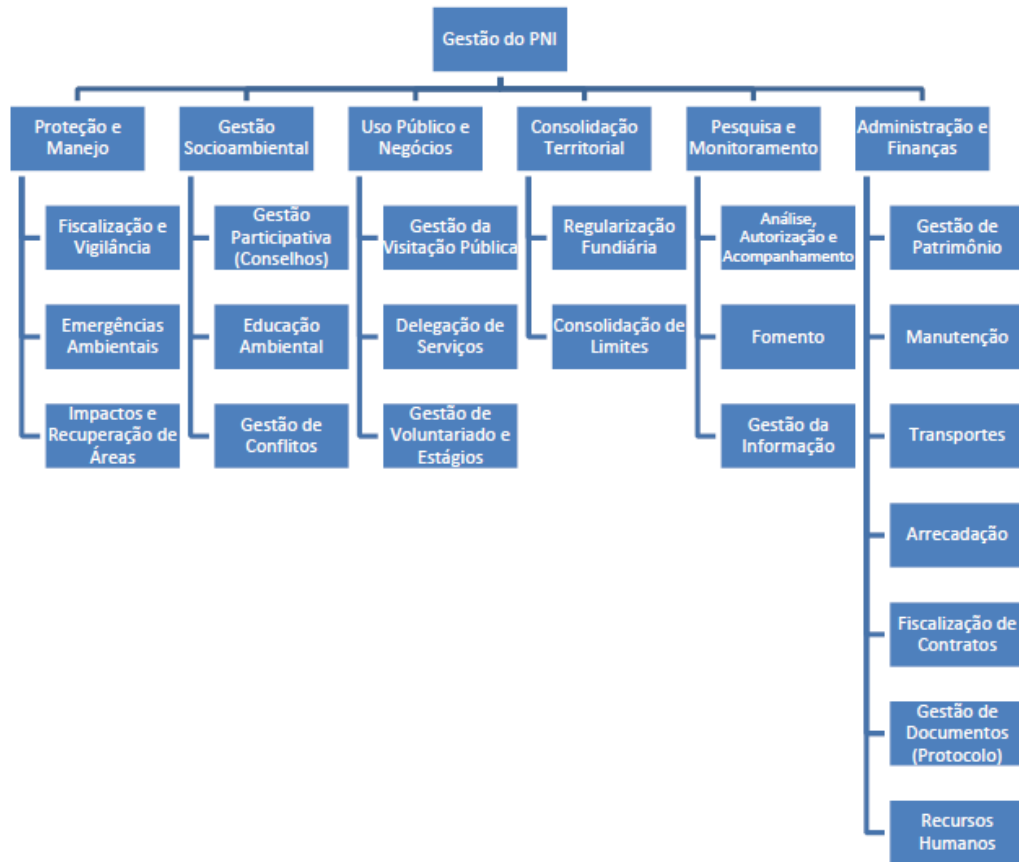 Gestão do PNI
Proteção e
Manejo
Fiscalização e
Vigilância
Emergências
Ambientais
Impactos e
Recuperação de
Áreas
Gestão
Socioambiental
Gestão
Participativa
(Conselhos)
Educação
Ambiental
Gestão de
Conflitos
Uso Público e
Negócios
Gestão da
Visitação Pública
Delegação de
Serviços
Gestão de
Voluntariado e
Estágios
Consolidação
Territorial
Regularização
Fundiária
Consolidação de
Limites
Pesquisa e
Monitoramento
Análise,
Autorização e
Acompanhamento
Fomento
Gestão da
Informação
Administração e
Finanças
Gestão de
Patrimônio
Manutenção
Transportes
Arrecadação
Fiscalização de
Contratos
Gestão de
Documentos
(Protocolo)
Recursos
Humanos